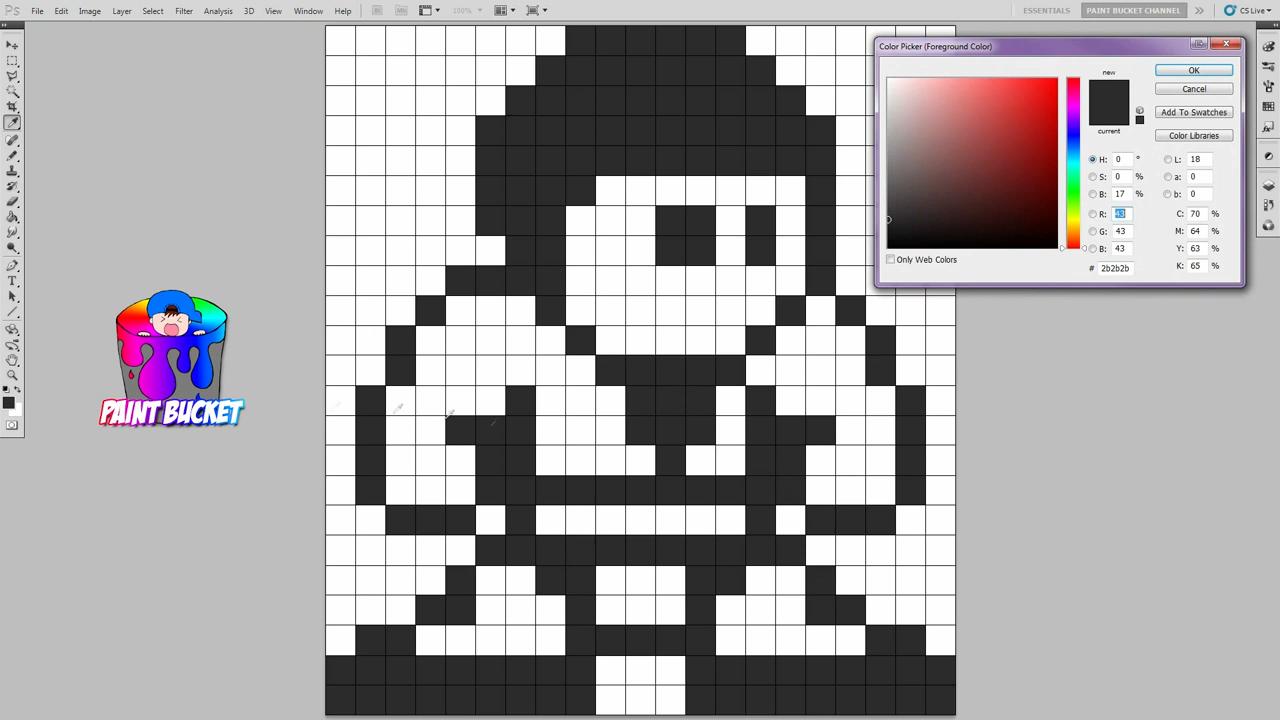 Ps File Edit Image Layer Select Filter Analysis 3D View Window Help 100% ESSENTIALS PAINT BUCKET CHANNEL CS Live
Color Picker (Foreground Color)
new
current
OK
Cancel
Add To Swatches
Color Libraries
H: 0 ° L: 18
S: 0 % a: 0
B: 17 % b: 0
R: 43 C: 70 %
G: 43 M: 64 %
B: 43 Y: 63 %
# 2b2b2b K: 65 %
Only Web Colors
PAINT BUCKET